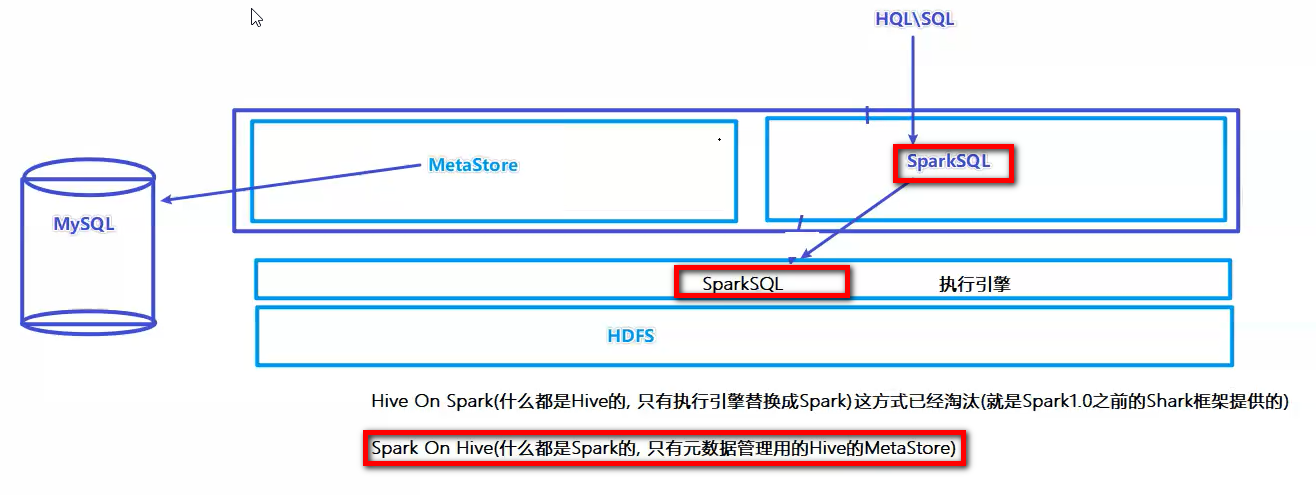 HQL\SQL
MetaStore
SparkSQL
MySQL
SparkSQL
执行引擎
HDFS
Hive On Spark(什么都是Hive的, 只有执行引擎替换成Spark)这方式已经淘汰(就是Spark1.0之前的Shark框架提供的)
Spark On Hive(什么都是Spark的, 只有元数据管理用的Hive的MetaStore)